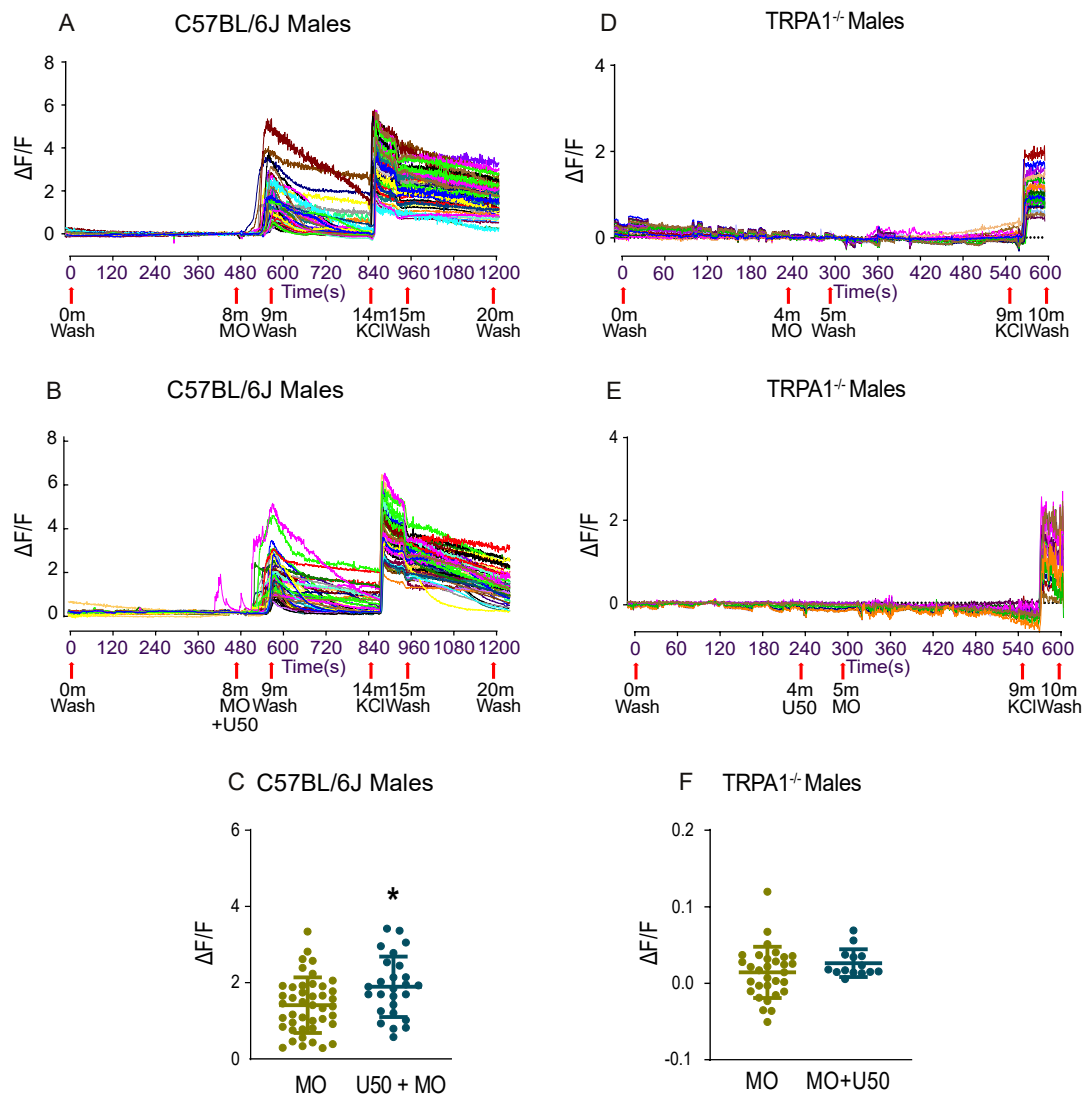 A
C57BL/6J Males
8
6
4
2
0
ΔF/F
0 120 240 360 480 600 720 840 960 1080 1200
Time(s)
0m 8m 9m 14m 15m 20m
Wash MO Wash KCl Wash Wash
D
TRPA1-/- Males
4
2
0
ΔF/F
0 60 120 180 240 300 360 420 480 540 600
Time(s)
0m 4m 5m 9m 10m
Wash MO Wash KCl Wash
B
C57BL/6J Males
8
6
4
2
0
ΔF/F
0 120 240 360 480 600 720 840 960 1080 1200
Time(s)
0m 8m 9m 14m 15m 20m
Wash MO Wash KCl Wash Wash
+U50
E
TRPA1-/- Males
4
2
0
ΔF/F
0 60 120 180 240 300 360 420 480 540 600
Time(s)
0m 4m 5m 9m 10m
Wash U50 MO KCl Wash
C C57BL/6J Males
6
4
2
0
ΔF/F
*
MO U50 + MO
F TRPA1-/- Males
0.2
0.1
0.0
-0.1
ΔF/F
MO MO+U50